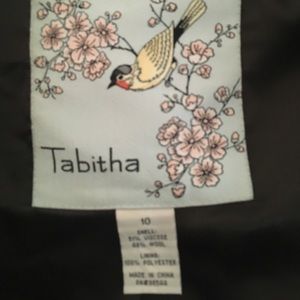 Tabitha
10
SHELL:
51% VISCOSE
49% WOOL
LINING:
100% POLYESTER
MADE IN CHINA